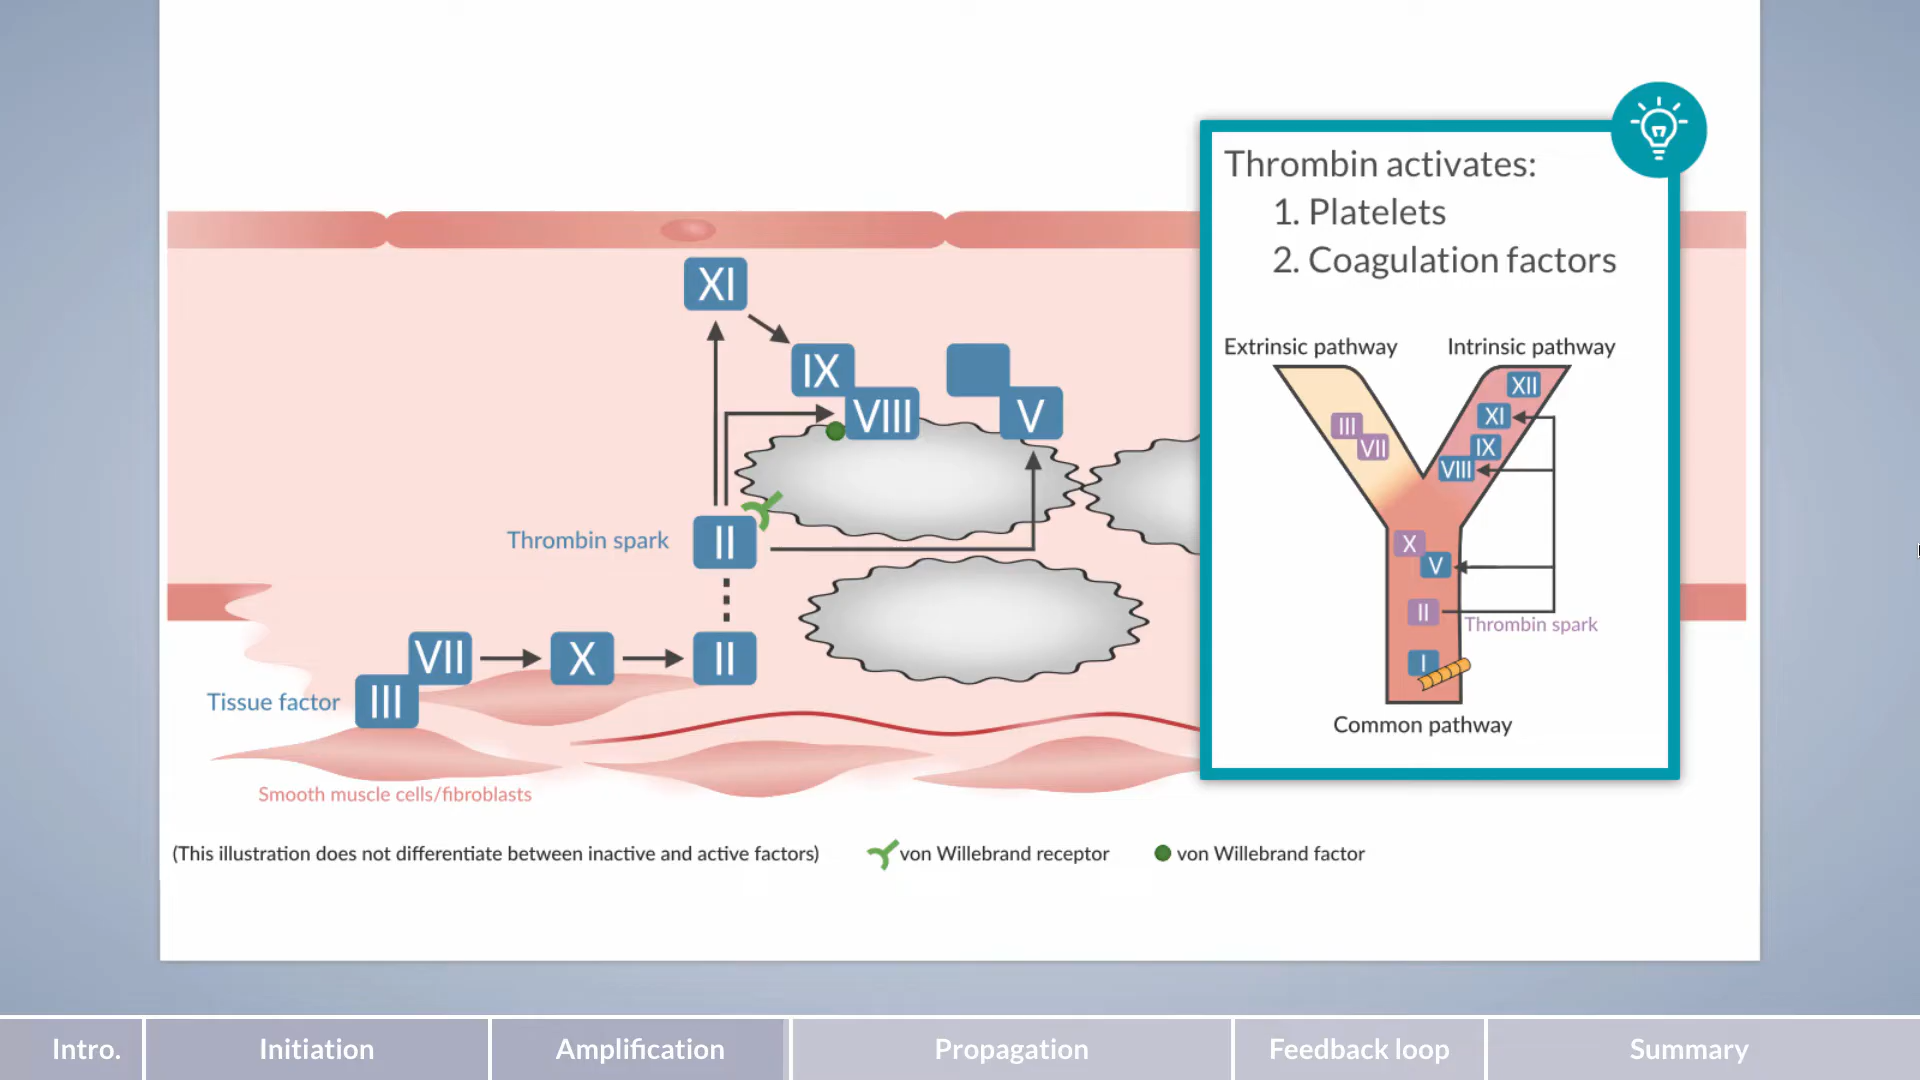 Thrombin activates:
1. Platelets
2. Coagulation factors
XI
IX
VIII
V
Thrombin spark
II
VII
X
II
Tissue factor
III
Smooth muscle cells/fibroblasts
Extrinsic pathway
Intrinsic pathway
XII
XI
III
VII
IX
VIII
X
V
II
Thrombin spark
I
Common pathway
(This illustration does not differentiate between inactive and active factors)
von Willebrand receptor
von Willebrand factor
Intro.
Initiation
Amplification
Propagation
Feedback loop
Summary